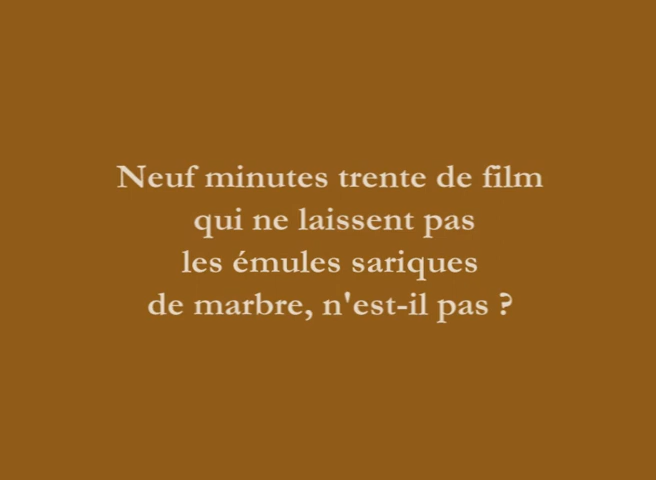 Neuf minutes trente de film
qui ne laissent pas
les émules sariques
de marbre, n'est-il pas ?